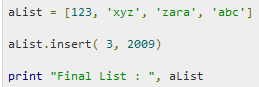 aList = [123, 'xyz', 'zara', 'abc']
aList.insert( 3, 2009)
print "Final List : ", aList